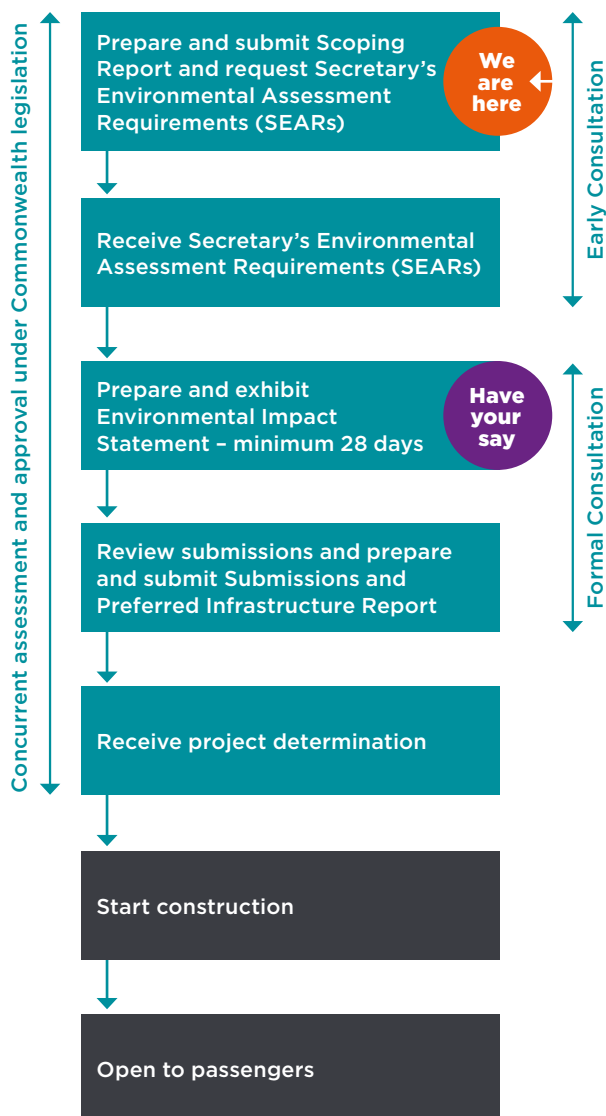 Concurrent assessment and approval under Commonwealth legislation
Prepare and submit Scoping
Report and request Secretary’s
Environmental Assessment
Requirements (SEARs)
We
are
here
Early Consultation
Receive Secretary’s Environmental
Assessment Requirements (SEARs)
Prepare and exhibit
Environmental Impact
Statement – minimum 28 days
Have
your
say
Formal Consultation
Review submissions and prepare
and submit Submissions and
Preferred Infrastructure Report
Receive project determination
Start construction
Open to passengers